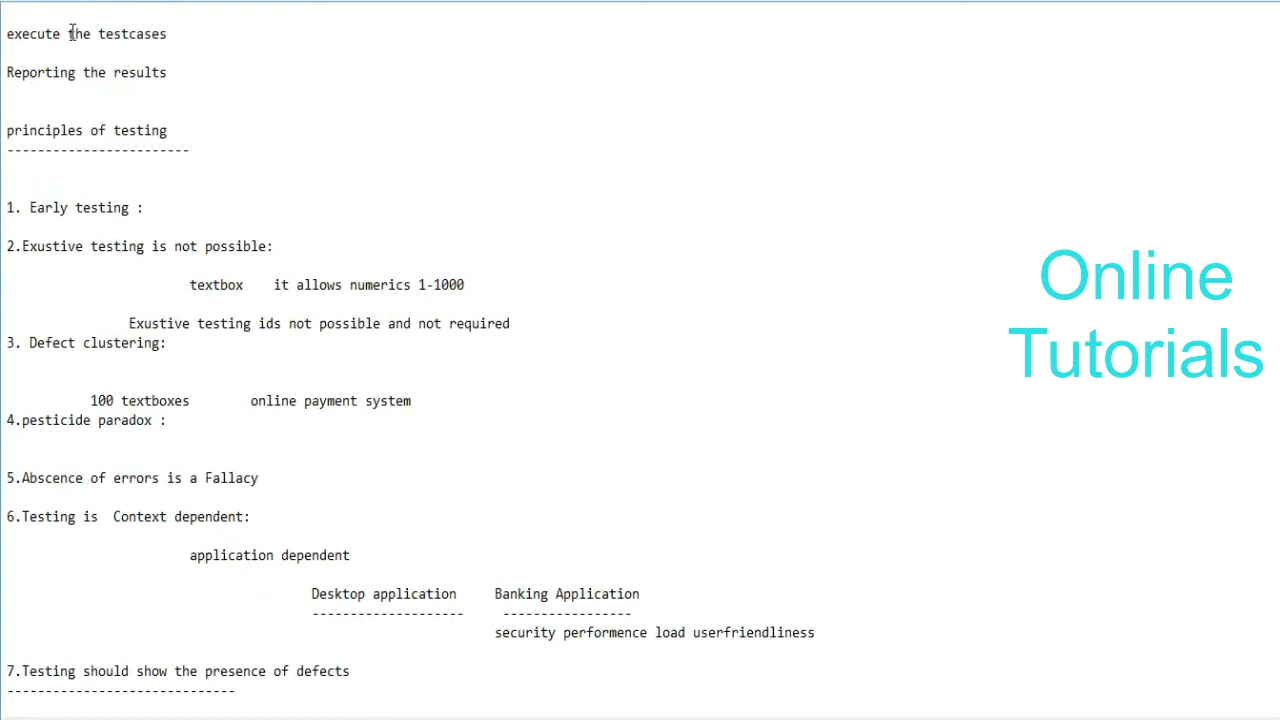 execute the testcases
Reporting the results
principles of testing
------------------------
1. Early testing :
2.Exustive testing is not possible:
textbox    it allows numerics 1-1000
Exustive testing ids not possible and not required
3. Defect clustering:
100 textboxes        online payment system
4.pesticide paradox :
5.Abscence of errors is a Fallacy
6.Testing is  Context dependent:
application dependent
Desktop application     Banking Application
--------------------     -----------------
security performence load userfriendliness
7.Testing should show the presence of defects
------------------------------
Online
Tutorials